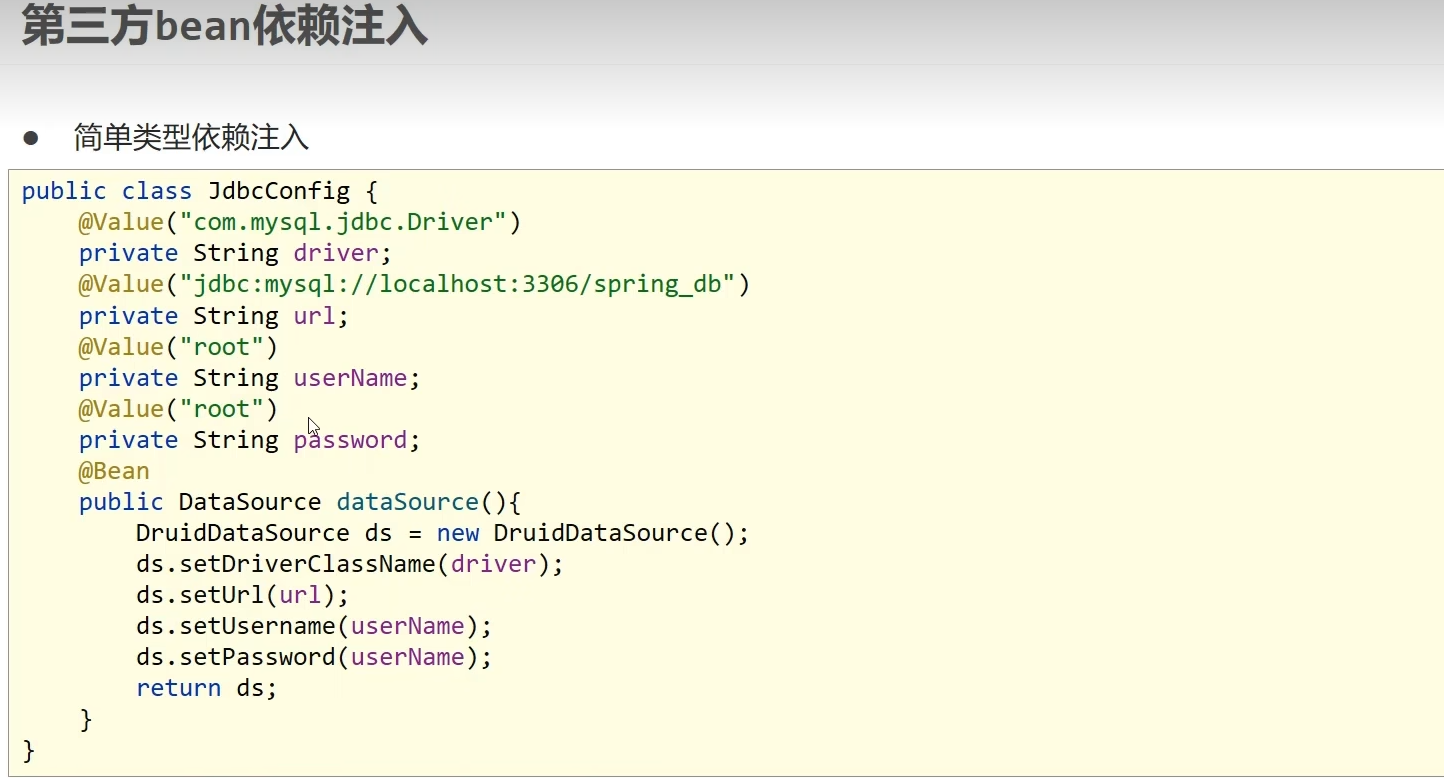 第三方bean依赖注入
● 简单类型依赖注入
public class JdbcConfig {
    @Value("com.mysql.jdbc.Driver")
    private String driver;
    @Value("jdbc:mysql://localhost:3306/spring_db")
    private String url;
    @Value("root")
    private String userName;
    @Value("root")
    private String password;
    @Bean
    public DataSource dataSource(){
        DruidDataSource ds = new DruidDataSource();
        ds.setDriverClassName(driver);
        ds.setUrl(url);
        ds.setUsername(userName);
        ds.setPassword(userName);
        return ds;
    }
}